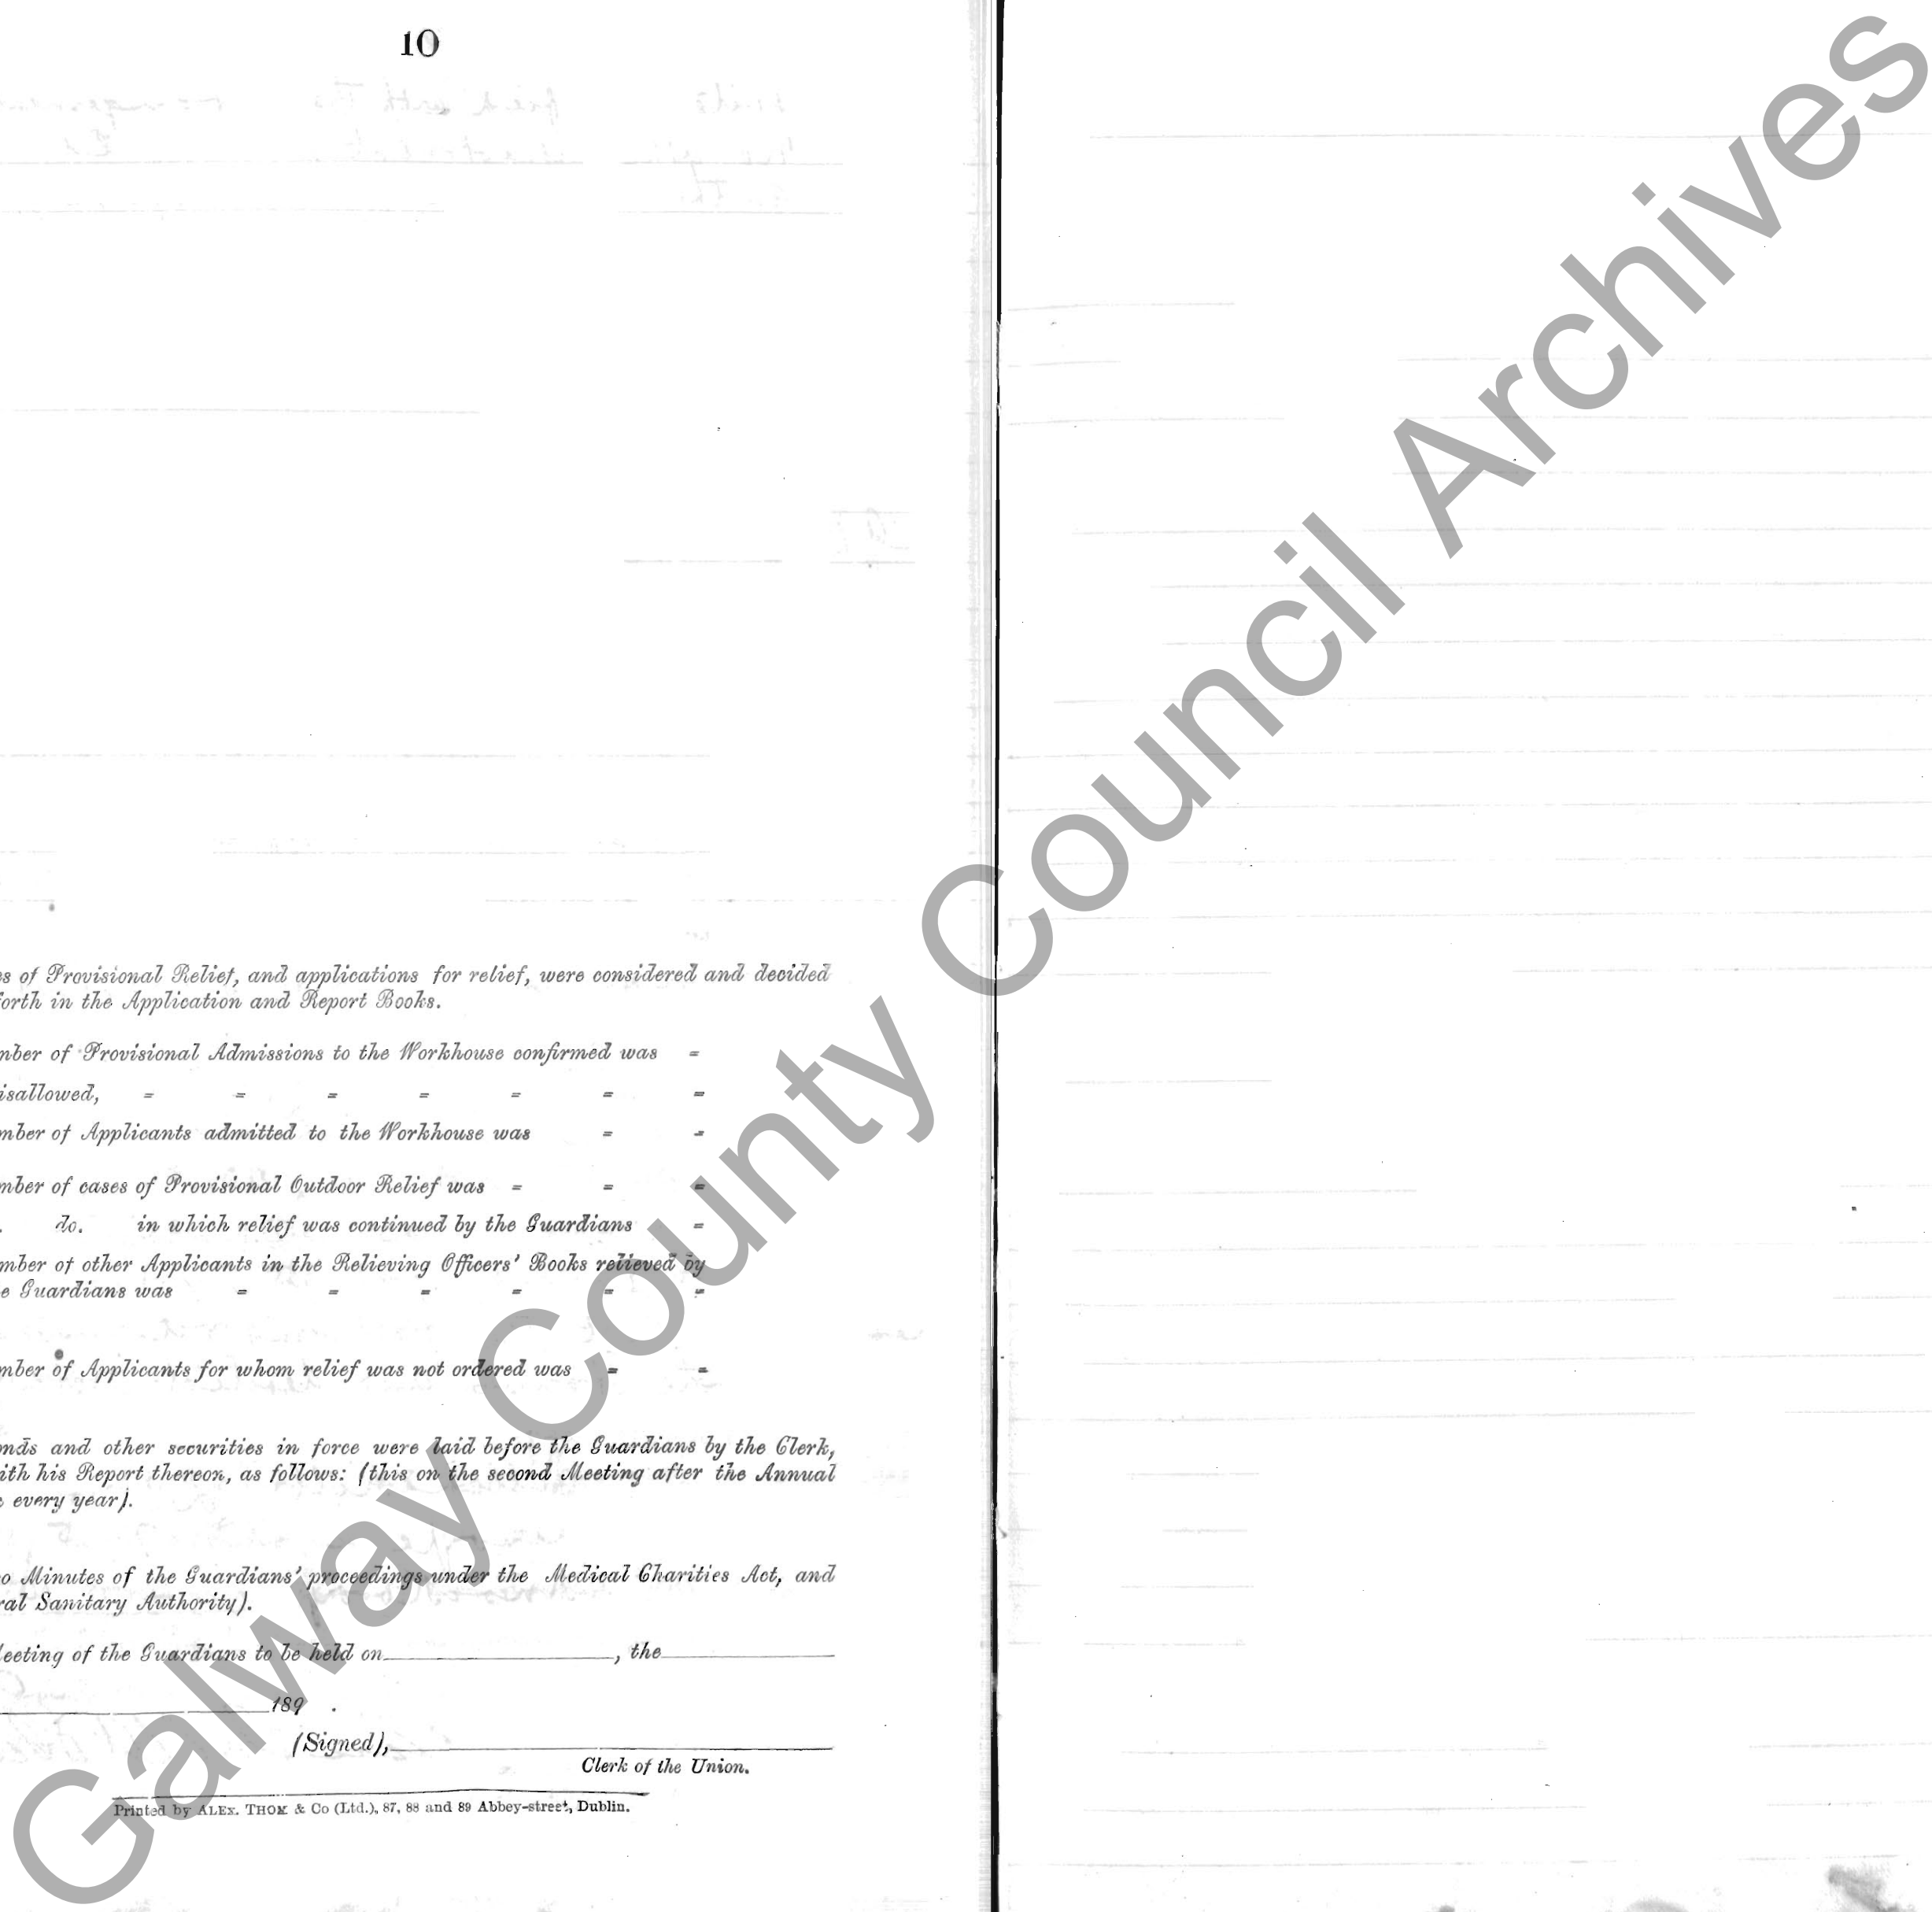 10
s of Provisional Relief, and applications for relief, were considered and decided
orth in the Application and Report Books.
mber of Provisional Admissions to the Workhouse confirmed was =
isallowed, = = = = = = =
mber of Applicants admitted to the Workhouse was = =
mber of cases of Provisional Outdoor Relief was = = =
. do. in which relief was continued by the Guardians =
mber of other Applicants in the Relieving Officers' Books relieved by
e Guardians was = = = = = =
mber of Applicants for whom relief was not ordered was = =
nds and other securities in force were laid before the Guardians by the Clerk,
ith his Report thereon, as follows: (this on the second Meeting after the Annual
every year).
o Minutes of the Guardians' proceedings under the Medical Charities Act, and
ral Sanitary Authority).
eeting of the Guardians to be held on , the
189 .
(Signed),
Clerk of the Union.
Printed by ALEX. THOM & Co (Ltd.), 87, 88 and 89 Abbey-street, Dublin.
Galway County Council Archives